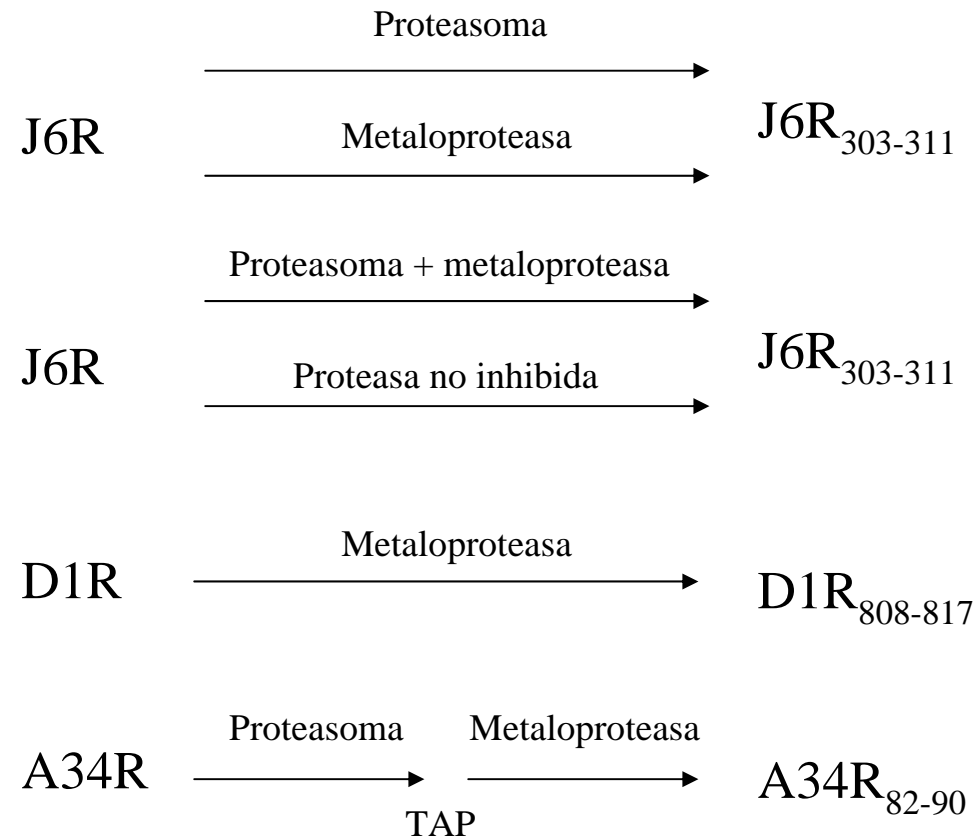 Proteasoma
J6R Metaloproteasa J6R303-311
Proteasoma + metaloproteasa
J6R Proteasa no inhibida J6R303-311
Metaloproteasa
D1R D1R808-817
Proteasoma Metaloproteasa
A34R A34R82-90
TAP